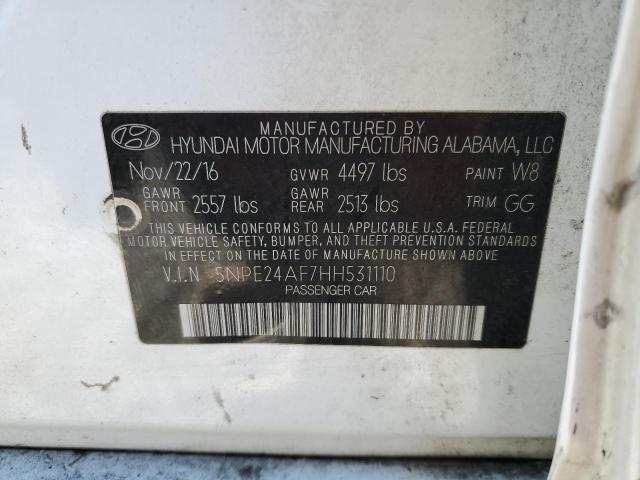 MANUFACTURED BY
HYUNDAI MOTOR MANUFACTURING ALABAMA, LLC
Nov/22/16 GVWR 4497 lbs PAINT W8
GAWR FRONT 2557 lbs GAWR REAR 2513 lbs TRIM GG
THIS VEHICLE CONFORMS TO ALL APPLICABLE U.S.A. FEDERAL
MOTOR VEHICLE SAFETY, BUMPER, AND THEFT PREVENTION STANDARDS
IN EFFECT ON THE DATE OF MANUFACTURE SHOWN ABOVE.
V.I.N 5NPE24AF7HH531110
PASSENGER CAR